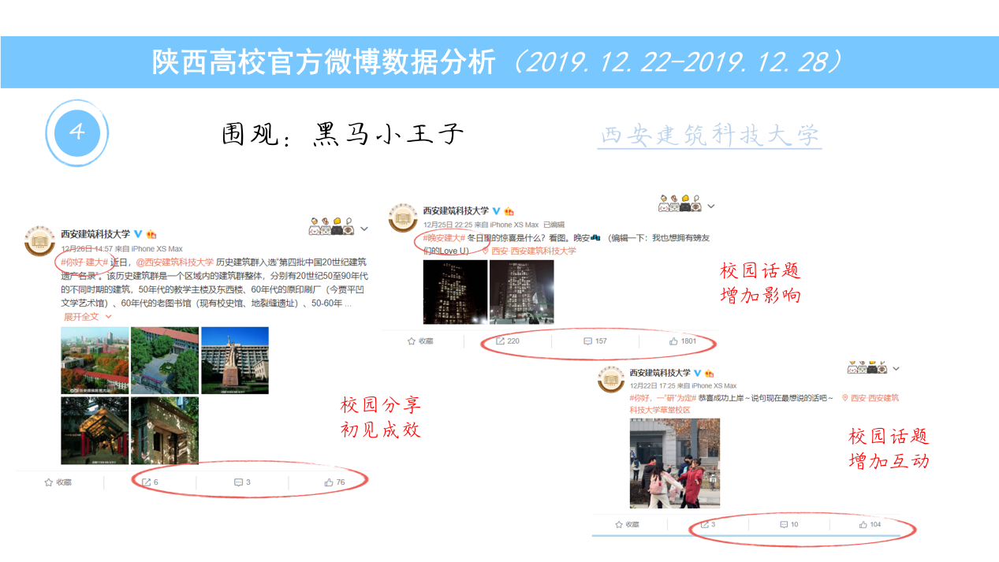 陕西高校官方微博数据分析（2019.12.22-2019.12.28）
4
围观：黑马小王子
西安建筑科技大学
西安建筑科技大学
12月26日 14:57 来自 iPhone XS Max
#你好·建大# 近日，@西安建筑科技大学 历史建筑群入选“第四批中国20世纪建筑
遗产名录”。该历史建筑群是一个区域内的建筑群整体，分别有20世纪50至90年代
的不同时期的建筑，50年代的教学主楼及东西楼、60年代的原印刷厂（今贾平凹
文学艺术馆）、60年代的老图书馆（现有校史馆、地裂缝遗址）、50-60年 ...
展开全文
收藏
6
3
76
校园分享
初见成效
西安建筑科技大学
12月25日 22:25 来自 iPhone XS Max 已编辑
#晚安建大# 冬日里的惊喜是什么？看图。晚安（编辑一下：我也想拥有螃友
们的Love U） 西安·西安建筑科技大学
收藏
220
157
1801
校园话题
增加影响
西安建筑科技大学
12月22日 17:25 来自 iPhone XS Max
#你好，一“研”为定# 恭喜成功上岸～说句现在最想说的话吧～ 西安·西安建筑
科技大学草堂校区
收藏
3
10
104
校园话题
增加互动